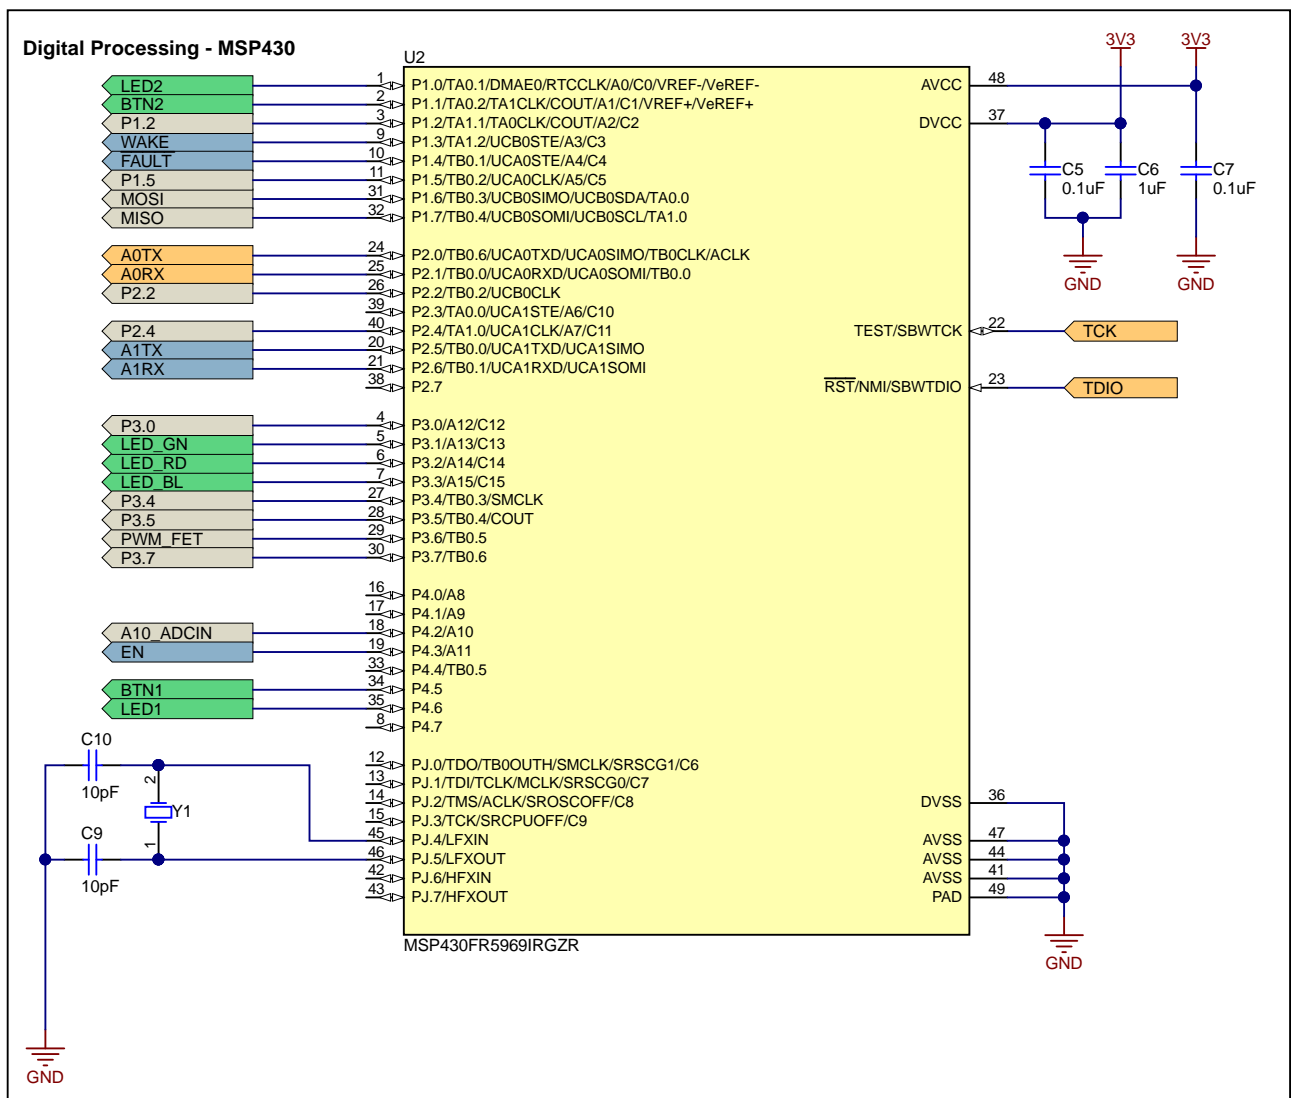 Digital Processing - MSP430
U2
3V3 3V3
LED2 1 P1.0/TA0.1/DMAE0/RTCCLK/A0/C0/VREF-/VeREF- AVCC 48
BTN2 2 P1.1/TA0.2/TA1CLK/COUT/A1/C1/VREF+/VeREF+
P1.2 3 P1.2/TA1.1/TA0CLK/COUT/A2/C2 DVCC 37
WAKE 9 P1.3/TA1.2/UCB0STE/A3/C3
FAULT 10 P1.4/TB0.1/UCA0STE/A4/C4
C5 C6 C7
P1.5 11 P1.5/TB0.2/UCA0CLK/A5/C5
0.1uF 1uF 0.1uF
MOSI 31 P1.6/TB0.3/UCB0SIMO/UCB0SDA/TA0.0
MISO 32 P1.7/TB0.4/UCB0SOMI/UCB0SCL/TA1.0
A0TX 24 P2.0/TB0.6/UCA0TXD/UCA0SIMO/TB0CLK/ACLK
A0RX 25 P2.1/TB0.0/UCA0RXD/UCA0SOMI/TB0.0
GND GND
P2.2 26 P2.2/TB0.2/UCB0CLK
39 P2.3/TA0.0/UCA1STE/A6/C10
P2.4 40 P2.4/TA1.0/UCA1CLK/A7/C11 TEST/SBWTCK 22 TCK
A1TX 20 P2.5/TB0.0/UCA1TXD/UCA1SIMO
A1RX 21 P2.6/TB0.1/UCA1RXD/UCA1SOMI
38 P2.7 RST/NMI/SBWTDIO 23 TDIO
P3.0 4 P3.0/A12/C12
LED_GN 5 P3.1/A13/C13
LED_RD 6 P3.2/A14/C14
LED_BL 7 P3.3/A15/C15
P3.4 27 P3.4/TB0.3/SMCLK
P3.5 28 P3.5/TB0.4/COUT
PWM_FET 29 P3.6/TB0.5
P3.7 30 P3.7/TB0.6
16 P4.0/A8
17 P4.1/A9
A10_ADCIN 18 P4.2/A10
EN 19 P4.3/A11
33 P4.4/TB0.5
BTN1 34 P4.5
LED1 35 P4.6
8 P4.7
C10
12 PJ.0/TDO/TB0OUTH/SMCLK/SRSCG1/C6
10pF 2 13 PJ.1/TDI/TCLK/MCLK/SRSCG0/C7
14 PJ.2/TMS/ACLK/SROSCOFF/C8 DVSS 36
Y1
15 PJ.3/TCK/SRCPUOFF/C9
C9 1 45 PJ.4/LFXIN AVSS 47
46 PJ.5/LFXOUT AVSS 44
10pF 42 PJ.6/HFXIN AVSS 41
43 PJ.7/HFXOUT PAD 49
MSP430FR5969IRGZR
GND
GND